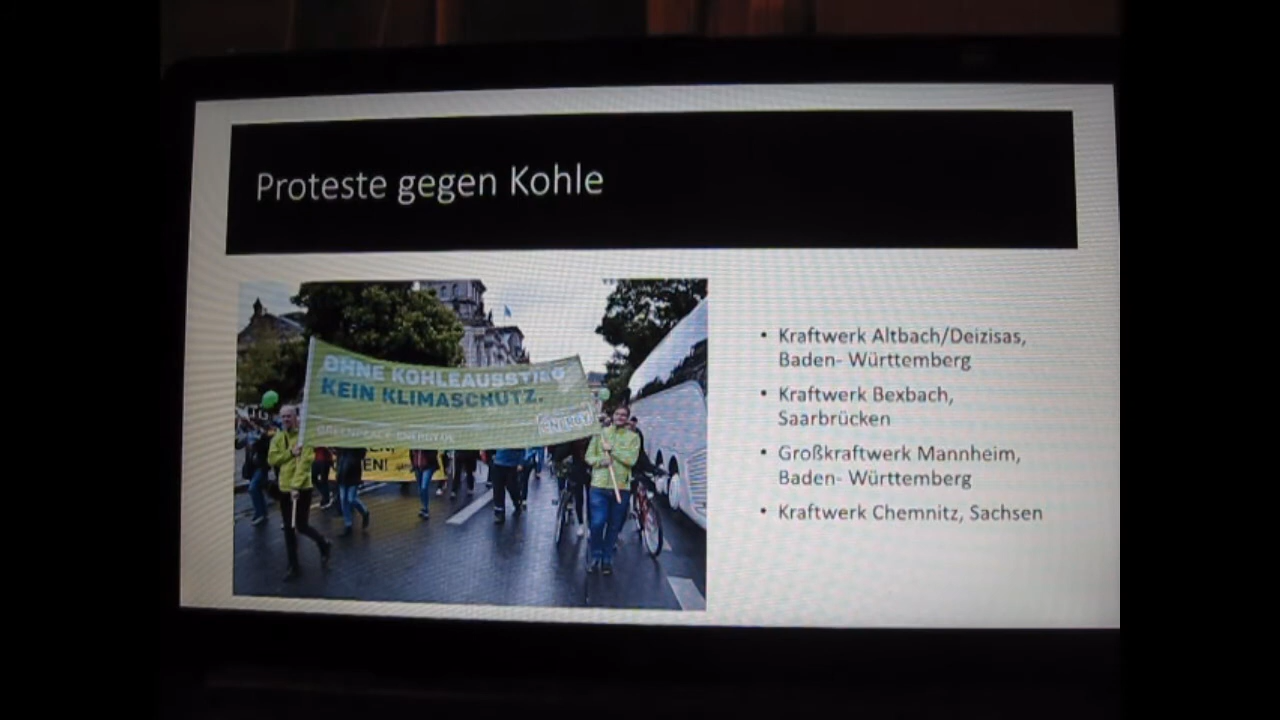 Proteste gegen Kohle
OHNE KOHLEAUSSTIEG
KEIN KLIMASCHUTZ.
ENERGY
• Kraftwerk Altbach/Deizisas,
Baden- Württemberg
• Kraftwerk Bexbach,
Saarbrücken
• Großkraftwerk Mannheim,
Baden- Württemberg
• Kraftwerk Chemnitz, Sachsen